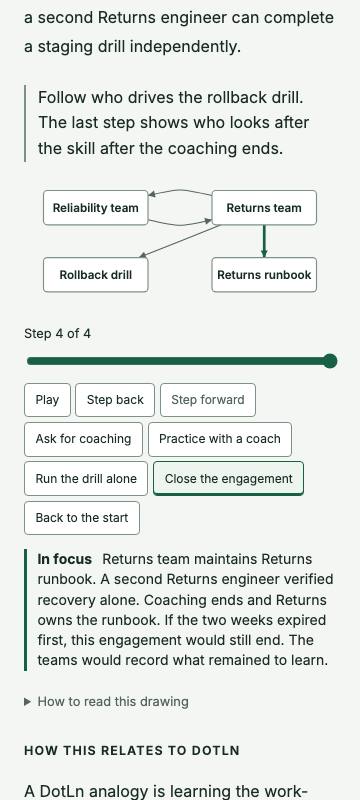 a second Returns engineer can complete
a staging drill independently.
Follow who drives the rollback drill.
The last step shows who looks after
the skill after the coaching ends.
Reliability team
Returns team
Rollback drill
Returns runbook
Step 4 of 4
Play
Step back
Step forward
Ask for coaching
Practice with a coach
Run the drill alone
Close the engagement
Back to the start
In focus Returns team maintains Returns
runbook. A second Returns engineer verified
recovery alone. Coaching ends and Returns
owns the runbook. If the two weeks expired
first, this engagement would still end. The
teams would record what remained to learn.
How to read this drawing
HOW THIS RELATES TO DOTLN
A DotLn analogy is learning the work-